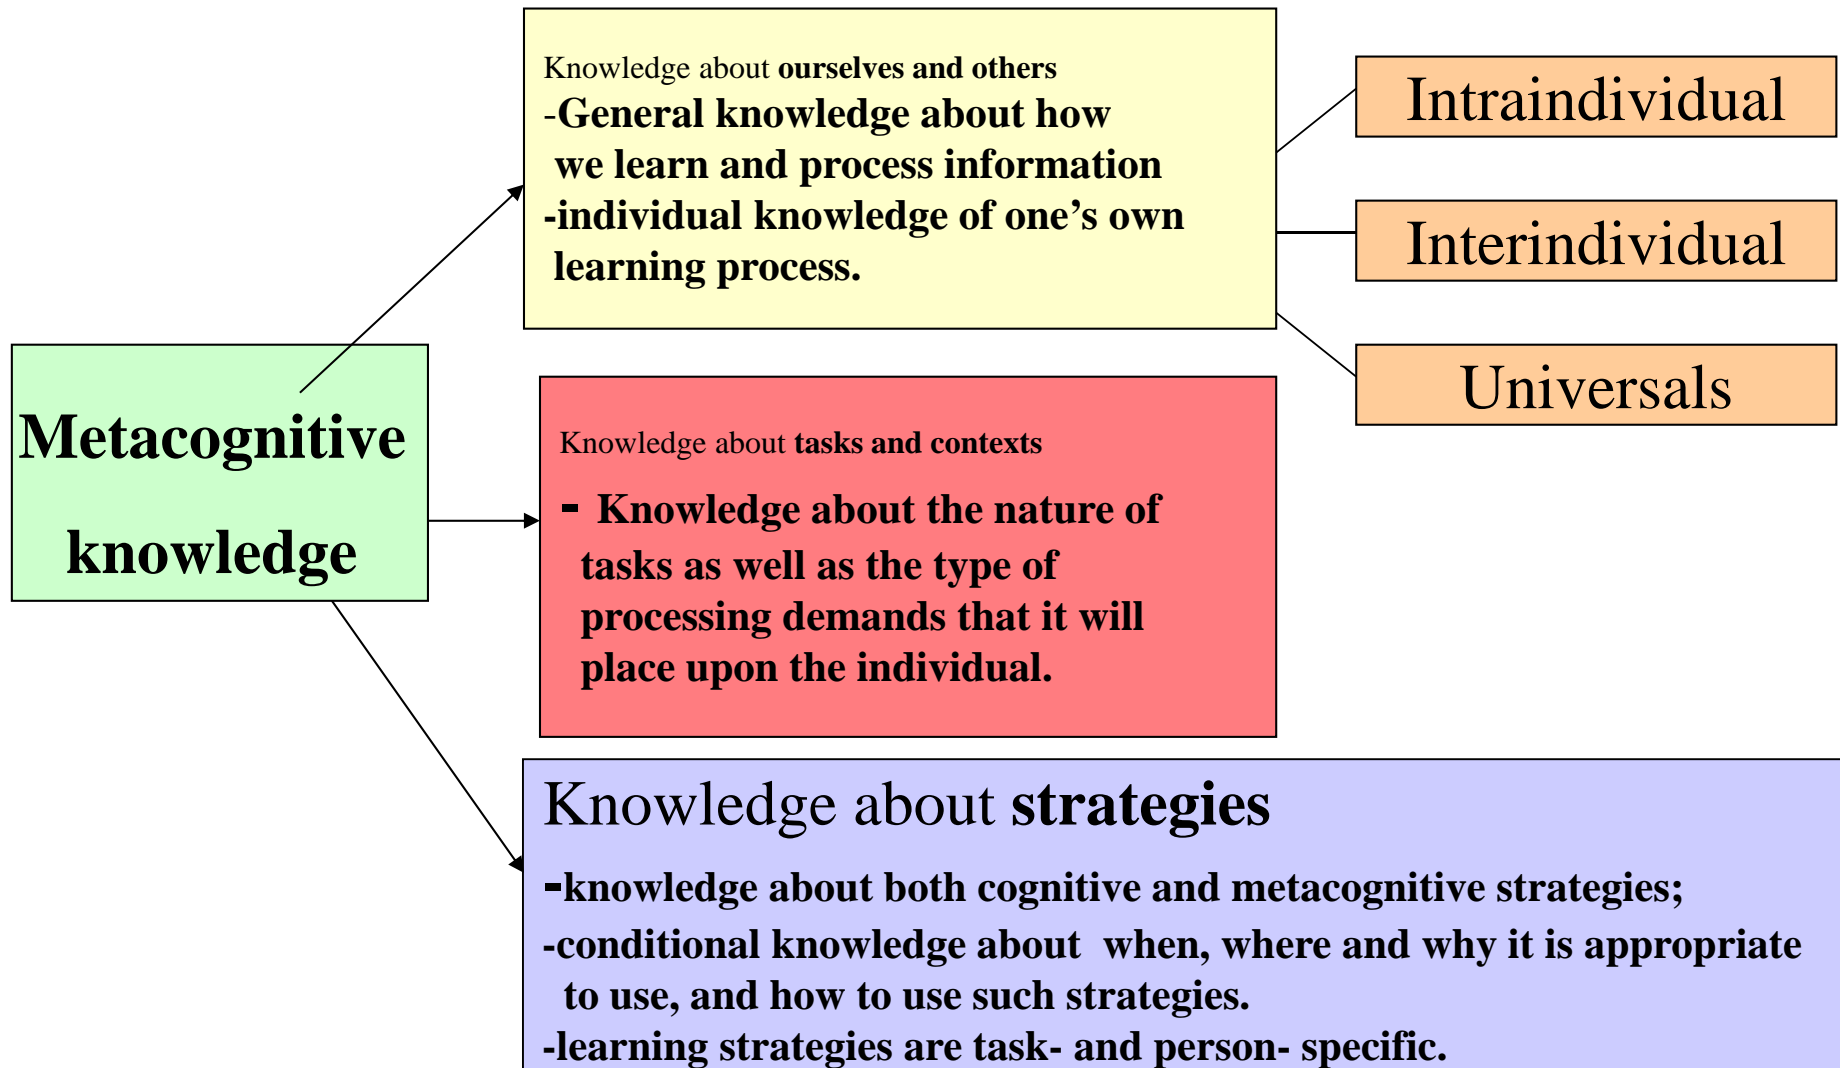 Knowledge about ourselves and others
-General knowledge about how
we learn and process information
-individual knowledge of one’s own
learning process.
Intraindividual
Interindividual
Universals
Metacognitive
knowledge
Knowledge about tasks and contexts
- Knowledge about the nature of
tasks as well as the type of
processing demands that it will
place upon the individual.
Knowledge about strategies
-knowledge about both cognitive and metacognitive strategies;
-conditional knowledge about  when, where and why it is appropriate
to use, and how to use such strategies.
-learning strategies are task- and person- specific.